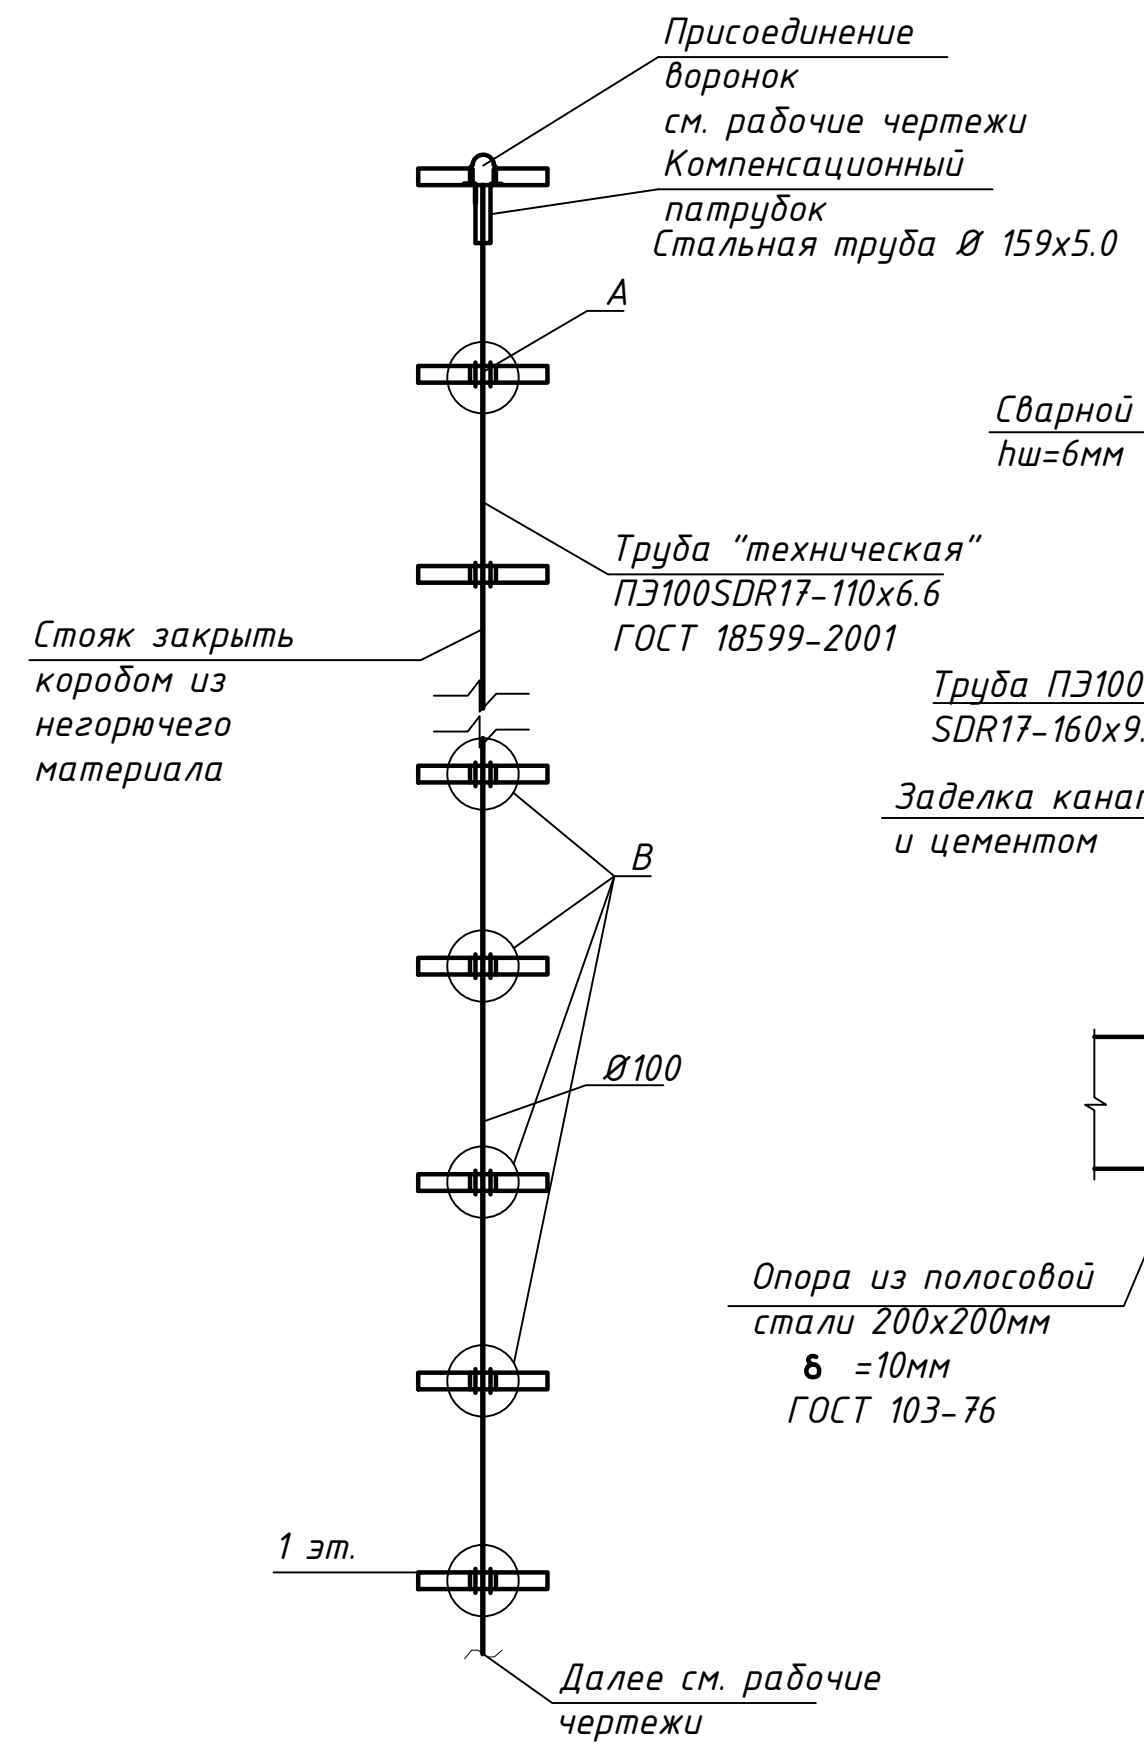 Присоединение
воронок
см. рабочие чертежи
Компенсационный
патрубок
Стальная труба Ø 159х5.0
А
Сварной
hш=6мм
Труба "техническая"
ПЭ100SDR17-110х6.6
ГОСТ 18599-2001
Стояк закрыть
коробом из
негорючего
материала
Труба ПЭ100
SDR17-160х9.
Заделка
и цементом
В
Ø100
Опора из полосовой
стали 200х200мм
δ =10мм
ГОСТ 103-76
1 эт.
Далее см. рабочие
чертежи